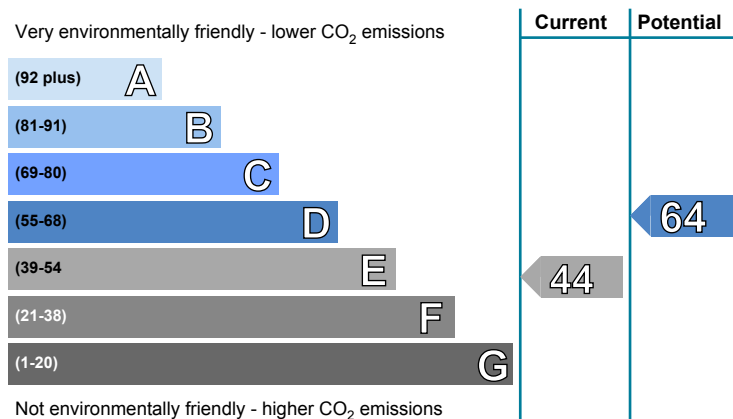 Current Potential
Very environmentally friendly - lower CO2 emissions
(92 plus) A
(81-91) B
(69-80) C
(55-68) D
64
(39-54 E
44
(21-38) F
(1-20) G
Not environmentally friendly - higher CO2 emissions